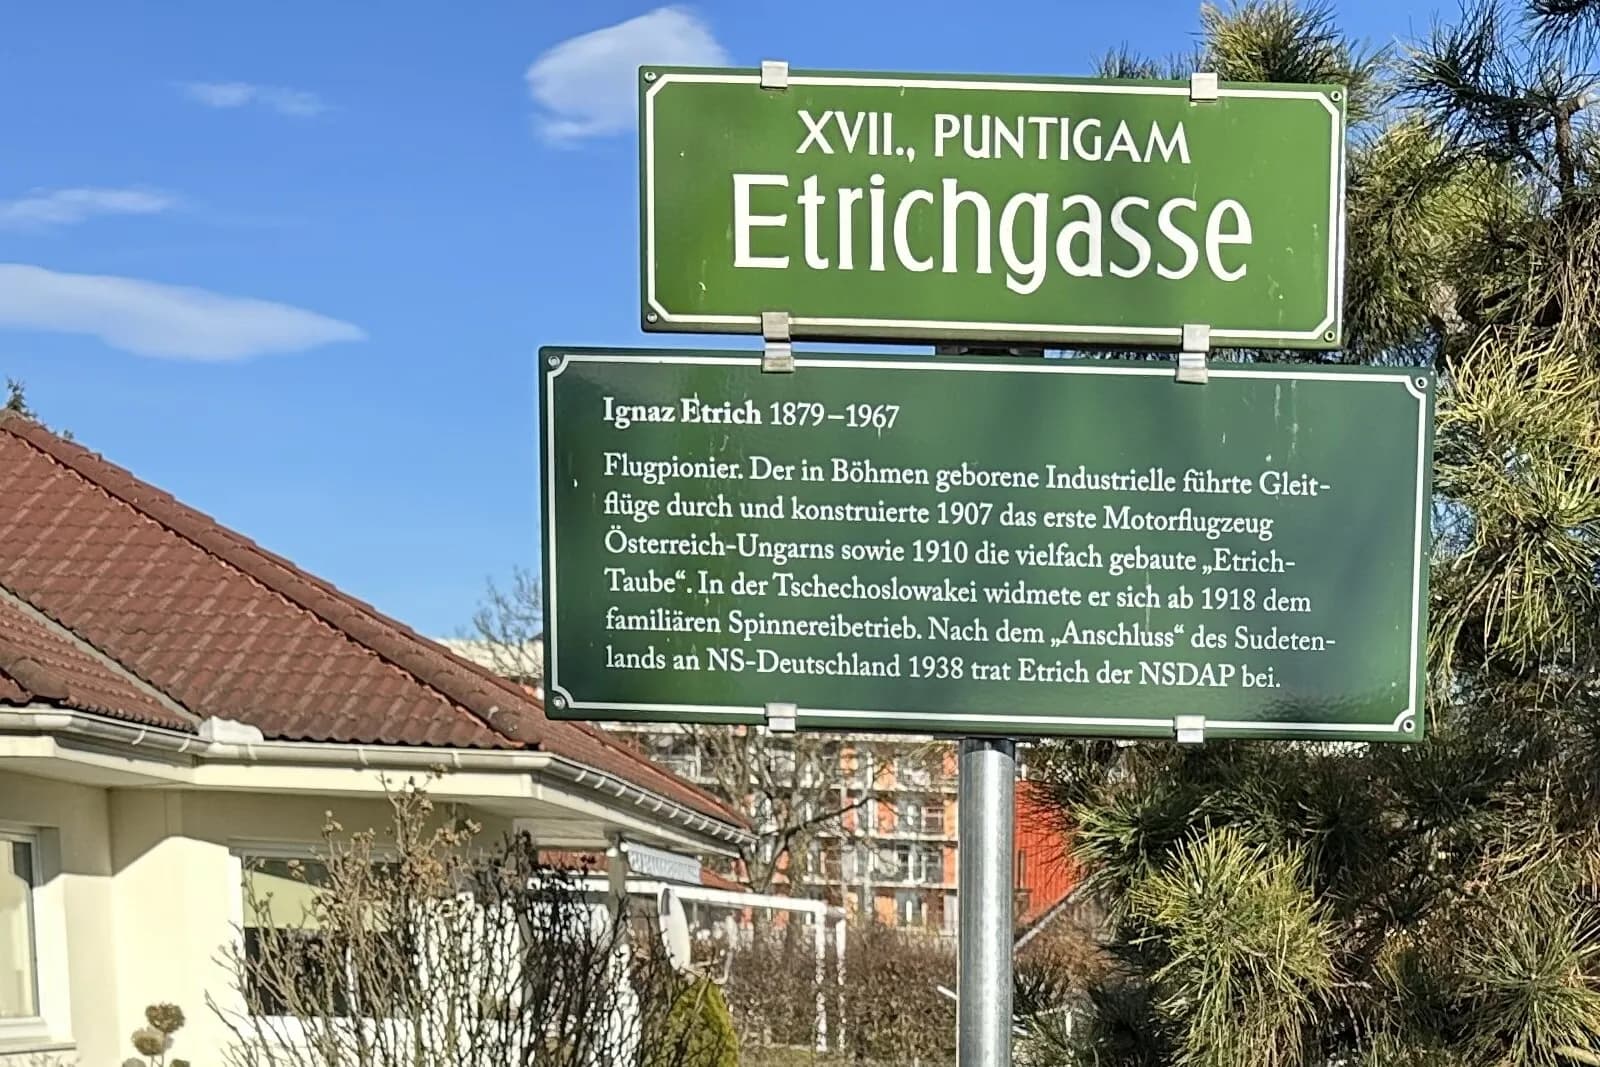 XVII., PUNTIGAM
Etrichgasse
Ignaz Etrich 1879–1967
Flugpionier. Der in Böhmen geborene Industrielle führte Gleit-
flüge durch und konstruierte 1907 das erste Motorflugzeug
Österreich-Ungarns sowie 1910 die vielfach gebaute „Etrich-
Taube“. In der Tschechoslowakei widmete er sich ab 1918 dem
familiären Spinnereibetrieb. Nach dem „Anschluss“ des Sudeten-
lands an NS-Deutschland 1938 trat Etrich der NSDAP bei.